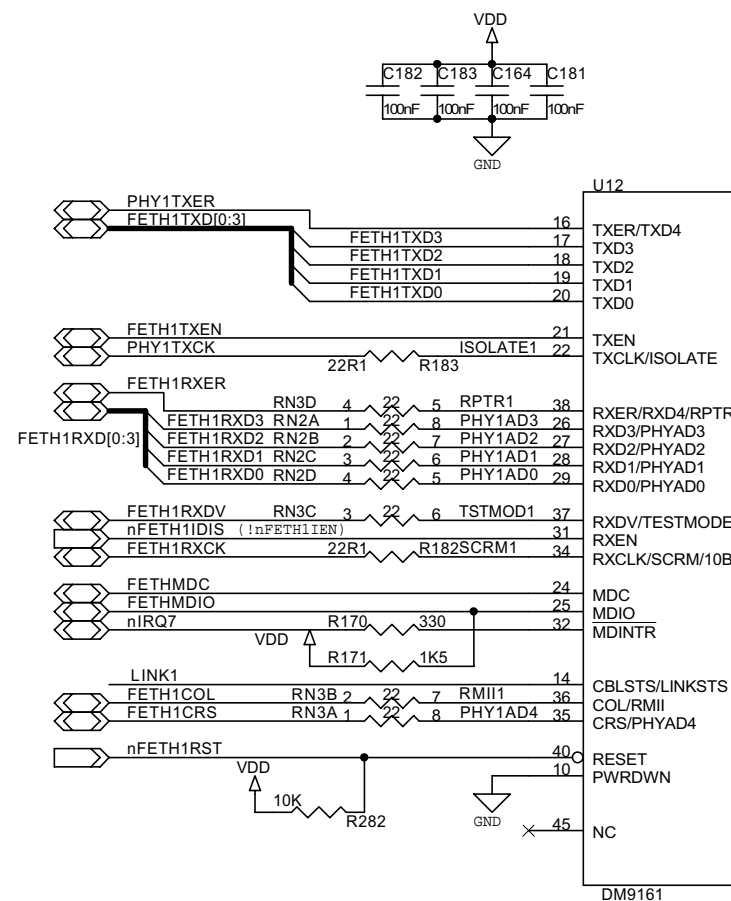 VDD
C182 C183 C164 C181
100nF 100nF 100nF 100nF
GND
U12
PHY1TXER 16 TXER/TXD4
FETH1TXD[0:3]
FETH1TXD3 17 TXD3
FETH1TXD2 18 TXD2
FETH1TXD1 19 TXD1
FETH1TXD0 20 TXD0
FETH1TXEN 21 TXEN
PHY1TXCK 22R1 R183 ISOLATE1 22 TXCLK/ISOLATE
FETH1RXER RN3D 4 22 5 RPTR1 38 RXER/RXD4/RPTR
FETH1RXD3 RN2A 1 22 8 PHY1AD3 26 RXD3/PHYAD3
FETH1RXD[0:3] FETH1RXD2 RN2B 2 22 7 PHY1AD2 27 RXD2/PHYAD2
FETH1RXD1 RN2C 3 22 6 PHY1AD1 28 RXD1/PHYAD1
FETH1RXD0 RN2D 4 22 5 PHY1AD0 29 RXD0/PHYAD0
FETH1RXDV RN3C 3 22 6 TSTMOD1 37 RXDV/TESTMODE
nFETH1IDIS (!nFETH1IEN) 31 RXEN
FETH1RXCK 22R1 R182 SCRM1 34 RXCLK/SCRM/10B
FETHMDC 24 MDC
FETHMDIO 25 MDIO
nIRQ7 R170 330 32 MDINTR
VDD
R171 1K5
LINK1 14 CBLSTS/LINKSTS
FETH1COL RN3B 2 22 7 RMII1 36 COL/RMII
FETH1CRS RN3A 1 22 8 PHY1AD4 35 CRS/PHYAD4
nFETH1RST 40 RESET
VDD 10 PWRDWN
10K R282
GND
45 NC
DM9161